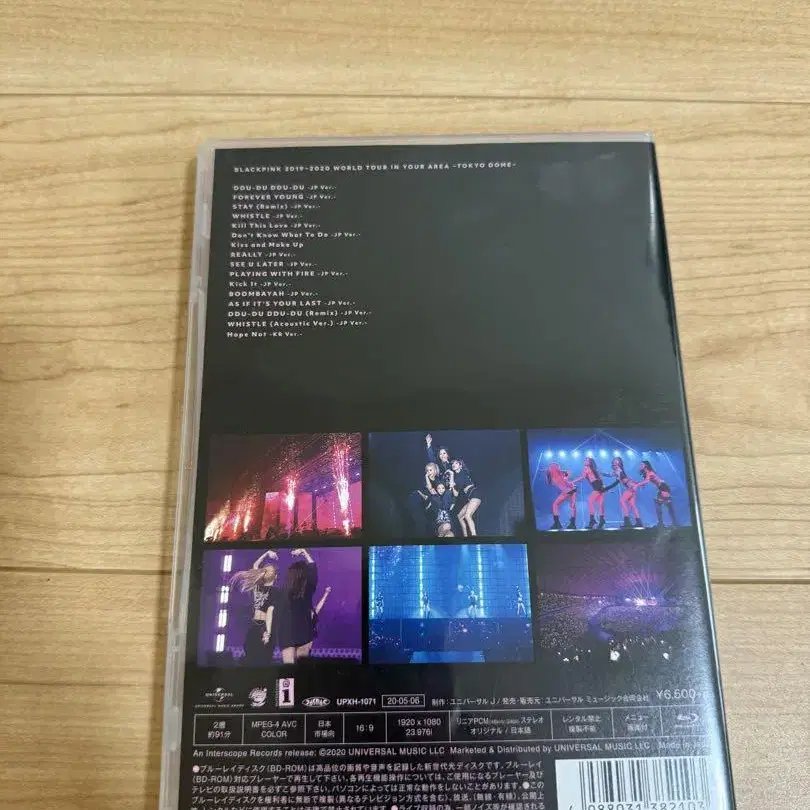 BLACKPINK 2019-2020 WORLD TOUR IN YOUR AREA -TOKYO DOME-
DDU-DU DDU-DU -JP Ver.-
FOREVER YOUNG -JP Ver.-
STAY (Remix) -JP Ver.-
WHISTLE -JP Ver.-
Kill This Love -JP Ver.-
Don't Know What To Do -JP Ver.-
Kiss and Make Up
REALLY -JP Ver.-
SEE U LATER -JP Ver.-
PLAYING WITH FIRE -JP Ver.-
Kick It -JP Ver.-
BOOMBAYAH -JP Ver.-
AS IF IT'S YOUR LAST -JP Ver.-
DDU-DU DDU-DU (Remix) -JP Ver.-
WHISTLE (Acoustic Ver.) -JP Ver.-
Hope Not -KR Ver.-
UNIVERSAL
UNIVERSAL MUSIC GROUP
UPXH-1071 20·05·06 制作:ユニバーサル J / 発売・販売元:ユニバーサル ミュージック合同会社 ¥6,500+
2層 約91分 MPEG-4 AVC COLOR 日本市場向 16:9 1920 x 1080 23.976i リニアPCM ステレオ オリジナル / 日本語 レンタル禁止 複製不能 メニュー画面付
An Interscope Records release; ©2020 UNIVERSAL MUSIC LLC Marketed & Distributed by UNIVERSAL MUSIC LLC Made in
●ブルーレイディスク(BD-ROM)は高品位の画質や音声を記録した新世代光ディスクです。ブルーレイ
(BD-ROM)対応プレーヤーで再生して下さい。各再生機能操作については、ご使用になるプレーヤー及び
テレビの取扱説明書を必ずご参照下さい。パソコンによっては正常な動作をしないことがあります。●この
ブルーレイディスクを権利者に無断で複製(異なるテレビジョン方式を含む)、放送、(無線・有線)、公開上